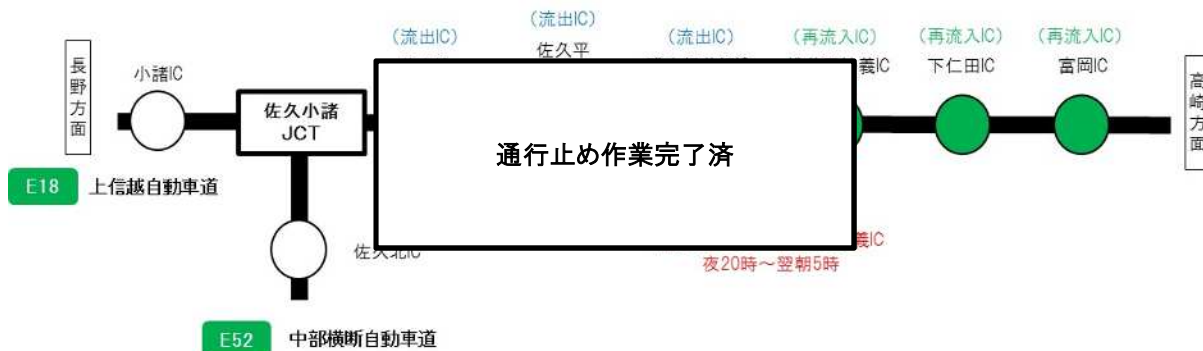 (流出IC)
(流出IC)
(流出IC)
(再流入IC)
(再流入IC)
(再流入IC)
佐久平
義IC
下仁田IC
富岡IC
長野方面
小諸IC
佐久小諸
JCT
高崎方面
通行止め作業完了済
E18 上信越自動車道
佐久北IC
義IC
夜20時～翌朝5時
E52 中部横断自動車道